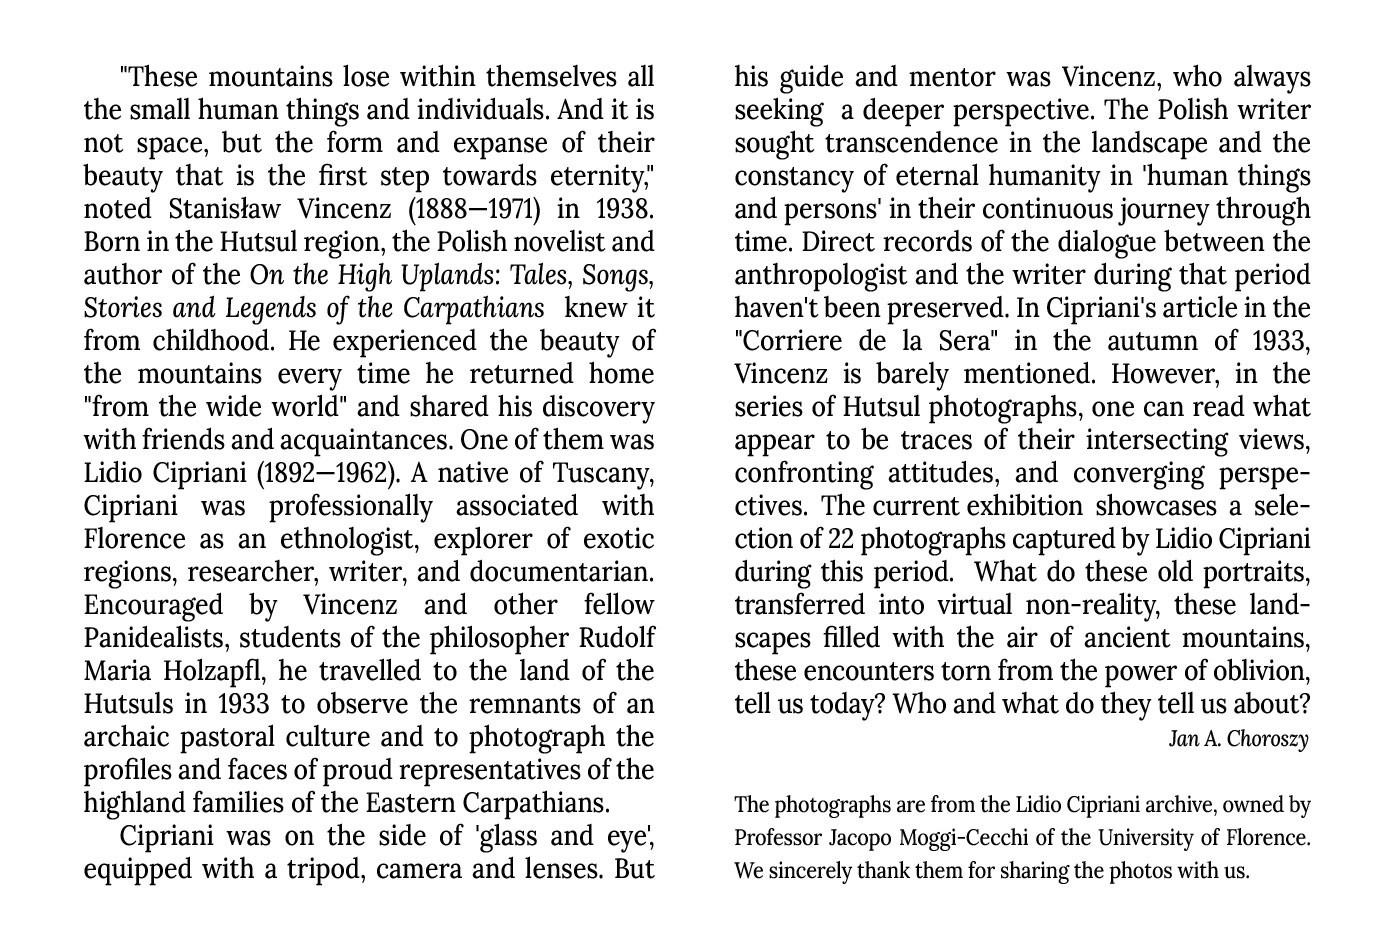 "These mountains lose within themselves all
the small human things and individuals. And it is
not space, but the form and expanse of their
beauty that is the first step towards eternity,"
noted Stanisław Vincenz (1888—1971) in 1938.
Born in the Hutsul region, the Polish novelist and
author of the On the High Uplands: Tales, Songs,
Stories and Legends of the Carpathians  knew it
from childhood. He experienced the beauty of
the mountains every time he returned home
"from the wide world" and shared his discovery
with friends and acquaintances. One of them was
Lidio Cipriani (1892—1962). A native of Tuscany,
Cipriani was professionally associated with
Florence as an ethnologist, explorer of exotic
regions, researcher, writer, and documentarian.
Encouraged by Vincenz and other fellow
Panidealists, students of the philosopher Rudolf
Maria Holzapfl, he travelled to the land of the
Hutsuls in 1933 to observe the remnants of an
archaic pastoral culture and to photograph the
profiles and faces of proud representatives of the
highland families of the Eastern Carpathians.
Cipriani was on the side of 'glass and eye',
equipped with a tripod, camera and lenses. But
his guide and mentor was Vincenz, who always
seeking  a deeper perspective. The Polish writer
sought transcendence in the landscape and the
constancy of eternal humanity in 'human things
and persons' in their continuous journey through
time. Direct records of the dialogue between the
anthropologist and the writer during that period
haven't been preserved. In Cipriani's article in the
"Corriere de la Sera" in the autumn of 1933,
Vincenz is barely mentioned. However, in the
series of Hutsul photographs, one can read what
appear to be traces of their intersecting views,
confronting attitudes, and converging perspe-
ctives. The current exhibition showcases a sele-
ction of 22 photographs captured by Lidio Cipriani
during this period.  What do these old portraits,
transferred into virtual non-reality, these land-
scapes filled with the air of ancient mountains,
these encounters torn from the power of oblivion,
tell us today? Who and what do they tell us about?
Jan A. Choroszy
The photographs are from the Lidio Cipriani archive, owned by
Professor Jacopo Moggi-Cecchi of the University of Florence.
We sincerely thank them for sharing the photos with us.